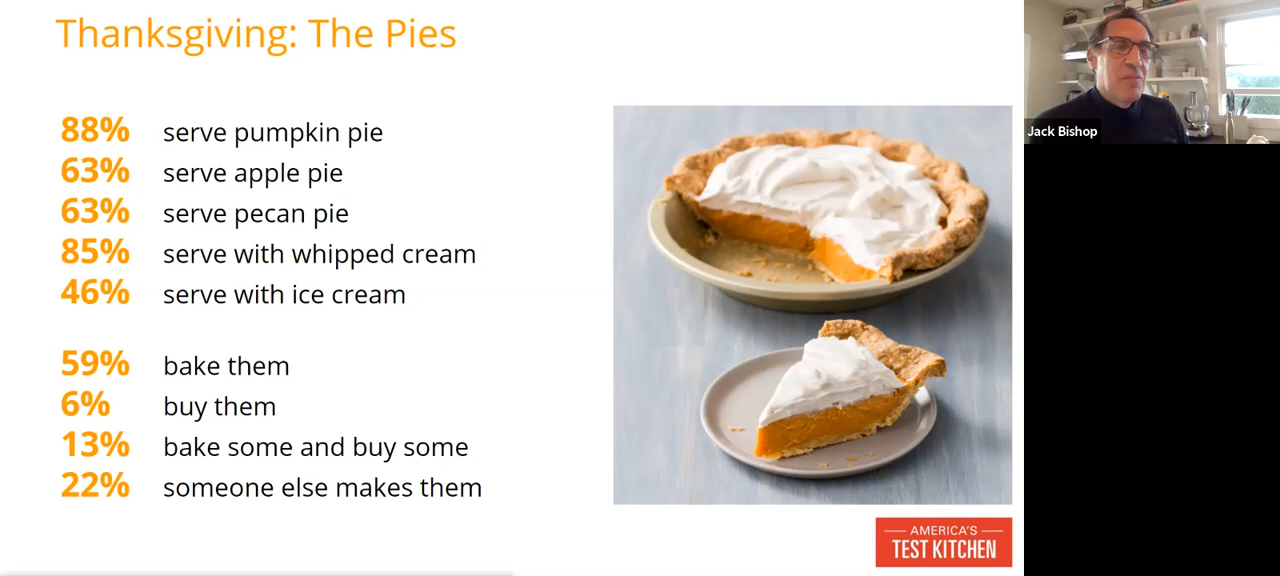 Thanksgiving: The Pies
88% serve pumpkin pie
63% serve apple pie
63% serve pecan pie
85% serve with whipped cream
46% serve with ice cream
59% bake them
6% buy them
13% bake some and buy some
22% someone else makes them
AMERICA'S
TEST KITCHEN
Jack Bishop